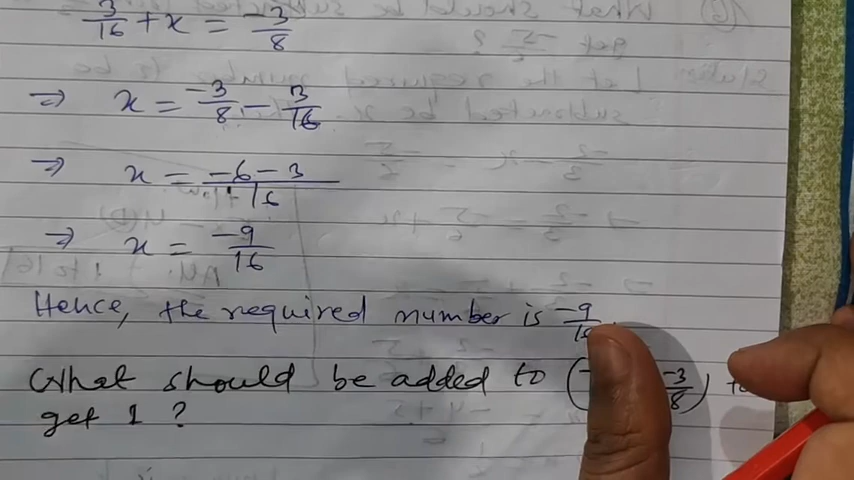 3/16 + x = -3/8
⇒ x = -3/8 - 3/16
⇒ x = -6-3/16
⇒ x = -9/16
Hence, the required number is -9/16.
What should be added to ( -3/8) to
get 1 ?